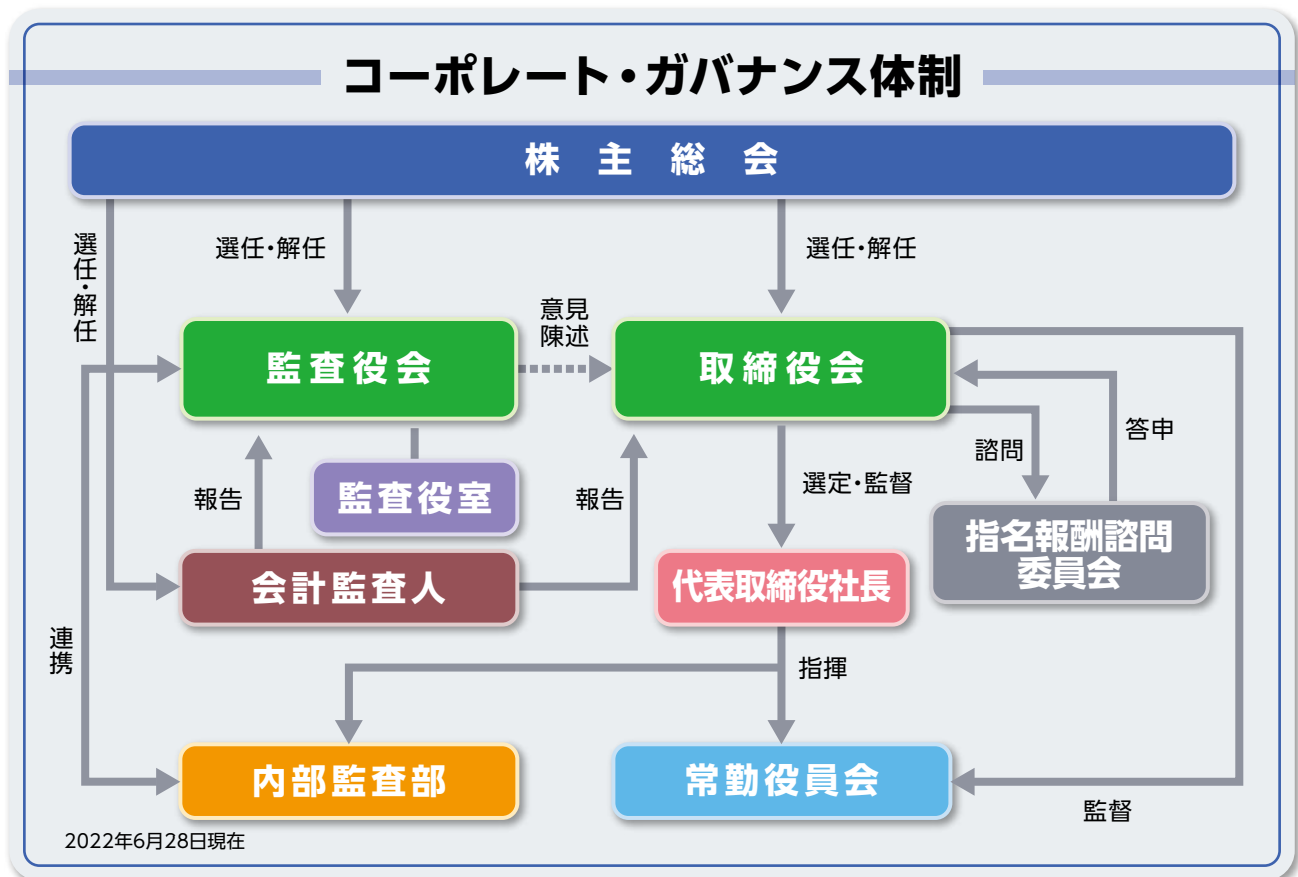 コーポレート・ガバナンス体制
株主総会
選任・解任
選任・解任
選任・解任
意見
陳述
監査役会
取締役会
答申
諮問
監査役室
報告
報告
選定・監督
指名報酬諮問
委員会
会計監査人
代表取締役社長
連携
指揮
内部監査部
常勤役員会
監督
2022年6月28日現在